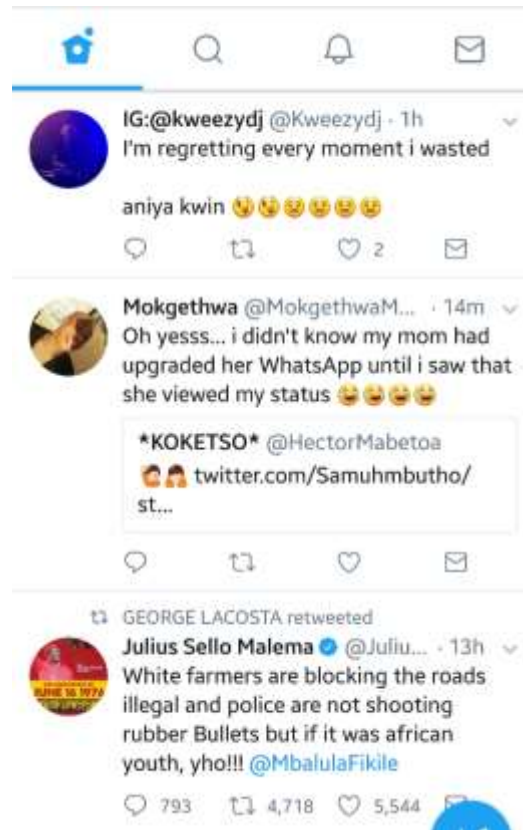 IG:@kweezydj @Kweezydj · 1h
I'm regretting every moment i wasted
aniya kwin 😘😘😣😣😣😣
2
Mokgethwa @MokgethwaM... · 14m
Oh yesss... i didn't know my mom had
upgraded her WhatsApp until i saw that
she viewed my status 😂😂😂😂
*KOKETSO* @HectorMabetoa
🙋🙎 twitter.com/Samuhmbutho/
st...
GEORGE LACOSTA retweeted
Julius Sello Malema @Juliu... · 13h
White farmers are blocking the roads
illegal and police are not shooting
rubber Bullets but if it was african
youth, yho!!! @MbalulaFikile
793 4,718 5,544
JUNE 16 1976